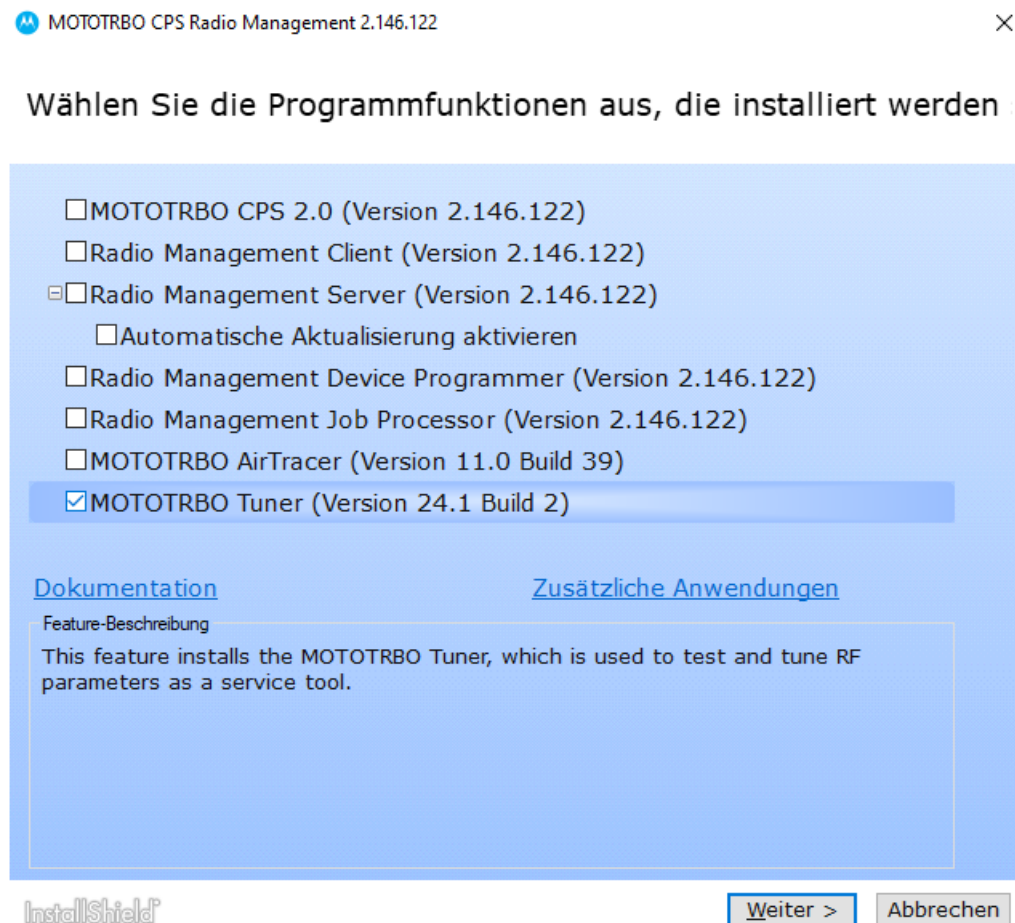 MOTOTRBO CPS Radio Management 2.146.122
Wählen Sie die Programmfunktionen aus, die installiert werden
MOTOTRBO CPS 2.0 (Version 2.146.122)
Radio Management Client (Version 2.146.122)
Radio Management Server (Version 2.146.122)
Automatische Aktualisierung aktivieren
Radio Management Device Programmer (Version 2.146.122)
Radio Management Job Processor (Version 2.146.122)
MOTOTRBO AirTracer (Version 11.0 Build 39)
MOTOTRBO Tuner (Version 24.1 Build 2)
Dokumentation Zusätzliche Anwendungen
Feature-Beschreibung
This feature installs the MOTOTRBO Tuner, which is used to test and tune RF
parameters as a service tool.
InstallShield Weiter > Abbrechen